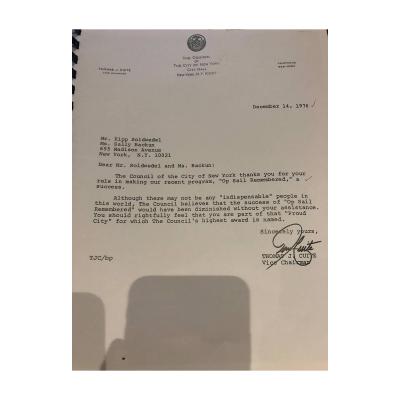 THOMAS J. CUITE
VICE CHAIRMAN
THE COUNCIL
OF
THE CITY OF NEW YORK
CITY HALL
NEW YORK, N.Y. 10007
December 14, 1976
Mr. Kipp Soldwedel
Ms. Sally Backun
655 Madison Avenue
New York, N.Y. 10021
Dear Mr. Soldwedel and Ms. Backun:
The Council of the City of New York thanks you for your
role in making our recent program, "Op Sail Remembered," a
success.
Although there may not be any "indispensable" people in
this world, The Council believes that the success of "Op Sail
Remembered" would have been diminished without your assistance.
You should rightfully feel that you are part of that "Proud
City" for which The Council's highest award is named.
Sincerely yours,
THOMAS J. CUITE
Vice Chairman
TJC/bp